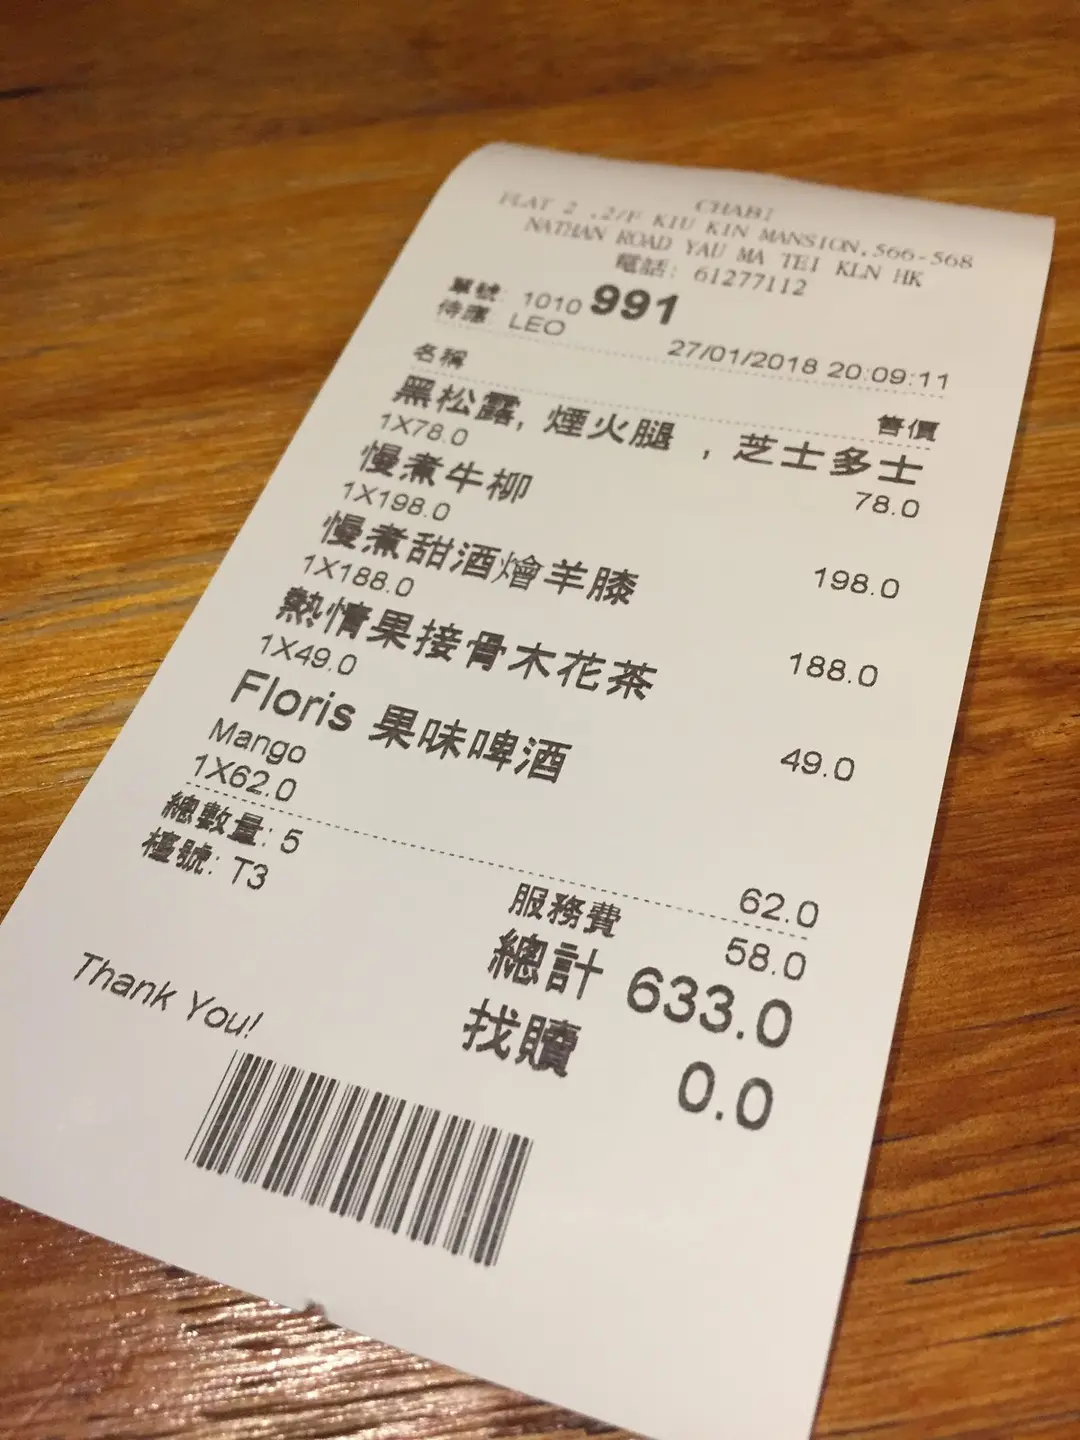 CHABI
FLAT 2 ,2/F KIU KIN MANSION,566-568
NATHAN ROAD YAU MA TEI KLN HK
電話: 61277112
單號: 1010 991
侍應: LEO
27/01/2018 20:09:11
名稱 售價
黑松露, 煙火腿 , 芝士多士
1X78.0 78.0
慢煮牛柳
1X198.0 198.0
慢煮甜酒燴羊膝
1X188.0 188.0
熱情果接骨木花茶
1X49.0 49.0
Floris 果味啤酒
Mango
1X62.0 62.0
總數量: 5
服務費 58.0
檯號: T3
總計 633.0
找贖 0.0
Thank You!